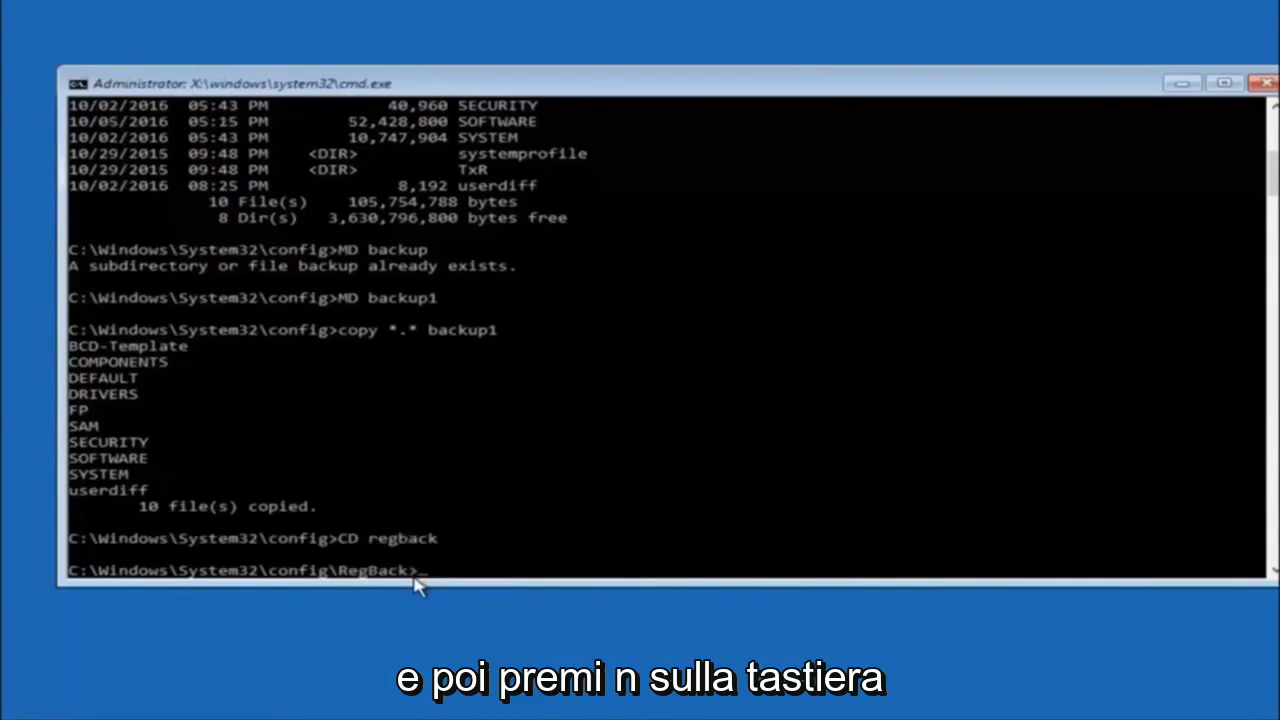 Administrator: X:\windows\system32\cmd.exe
10/02/2016  05:43 PM            40,960 SECURITY
10/05/2016  05:15 PM        52,428,800 SOFTWARE
10/02/2016  05:43 PM        10,747,904 SYSTEM
10/29/2015  09:48 PM    <DIR>          systemprofile
10/29/2015  09:48 PM    <DIR>          TxR
10/02/2016  08:25 PM             8,192 userdiff
10 File(s)    105,754,788 bytes
8 Dir(s)   3,630,796,800 bytes free
C:\Windows\System32\config>MD backup
A subdirectory or file backup already exists.
C:\Windows\System32\config>MD backup1
C:\Windows\System32\config>copy *.* backup1
BCD-Template
COMPONENTS
DEFAULT
DRIVERS
FP
SAM
SECURITY
SOFTWARE
SYSTEM
userdiff
10 file(s) copied.
C:\Windows\System32\config>CD regback
C:\Windows\System32\config\RegBack>_
e poi premi n sulla tastiera